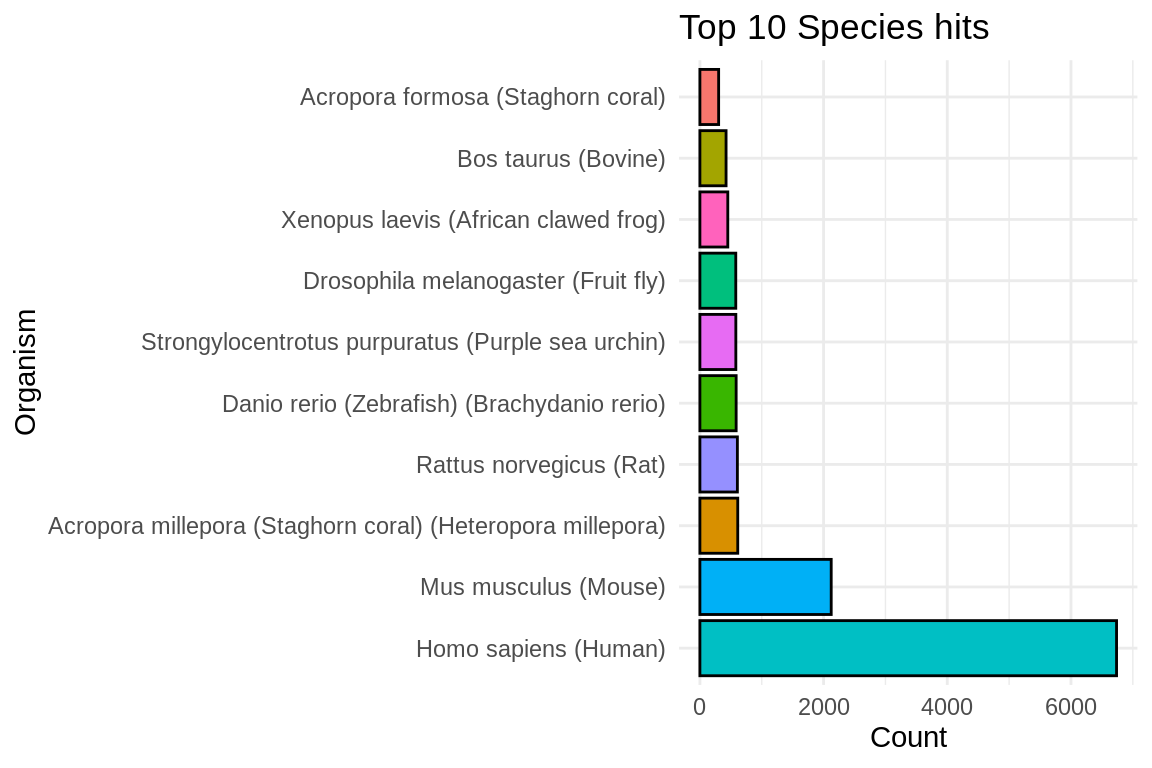 Top 10 Species hits
Acropora formosa (Staghorn coral)
Bos taurus (Bovine)
Xenopus laevis (African clawed frog)
Drosophila melanogaster (Fruit fly)
Strongylocentrotus purpuratus (Purple sea urchin)
Danio rerio (Zebrafish) (Brachydanio rerio)
Rattus norvegicus (Rat)
Acropora millepora (Staghorn coral) (Heteropora millepora)
Mus musculus (Mouse)
Homo sapiens (Human)
Organism
0 2000 4000 6000
Count